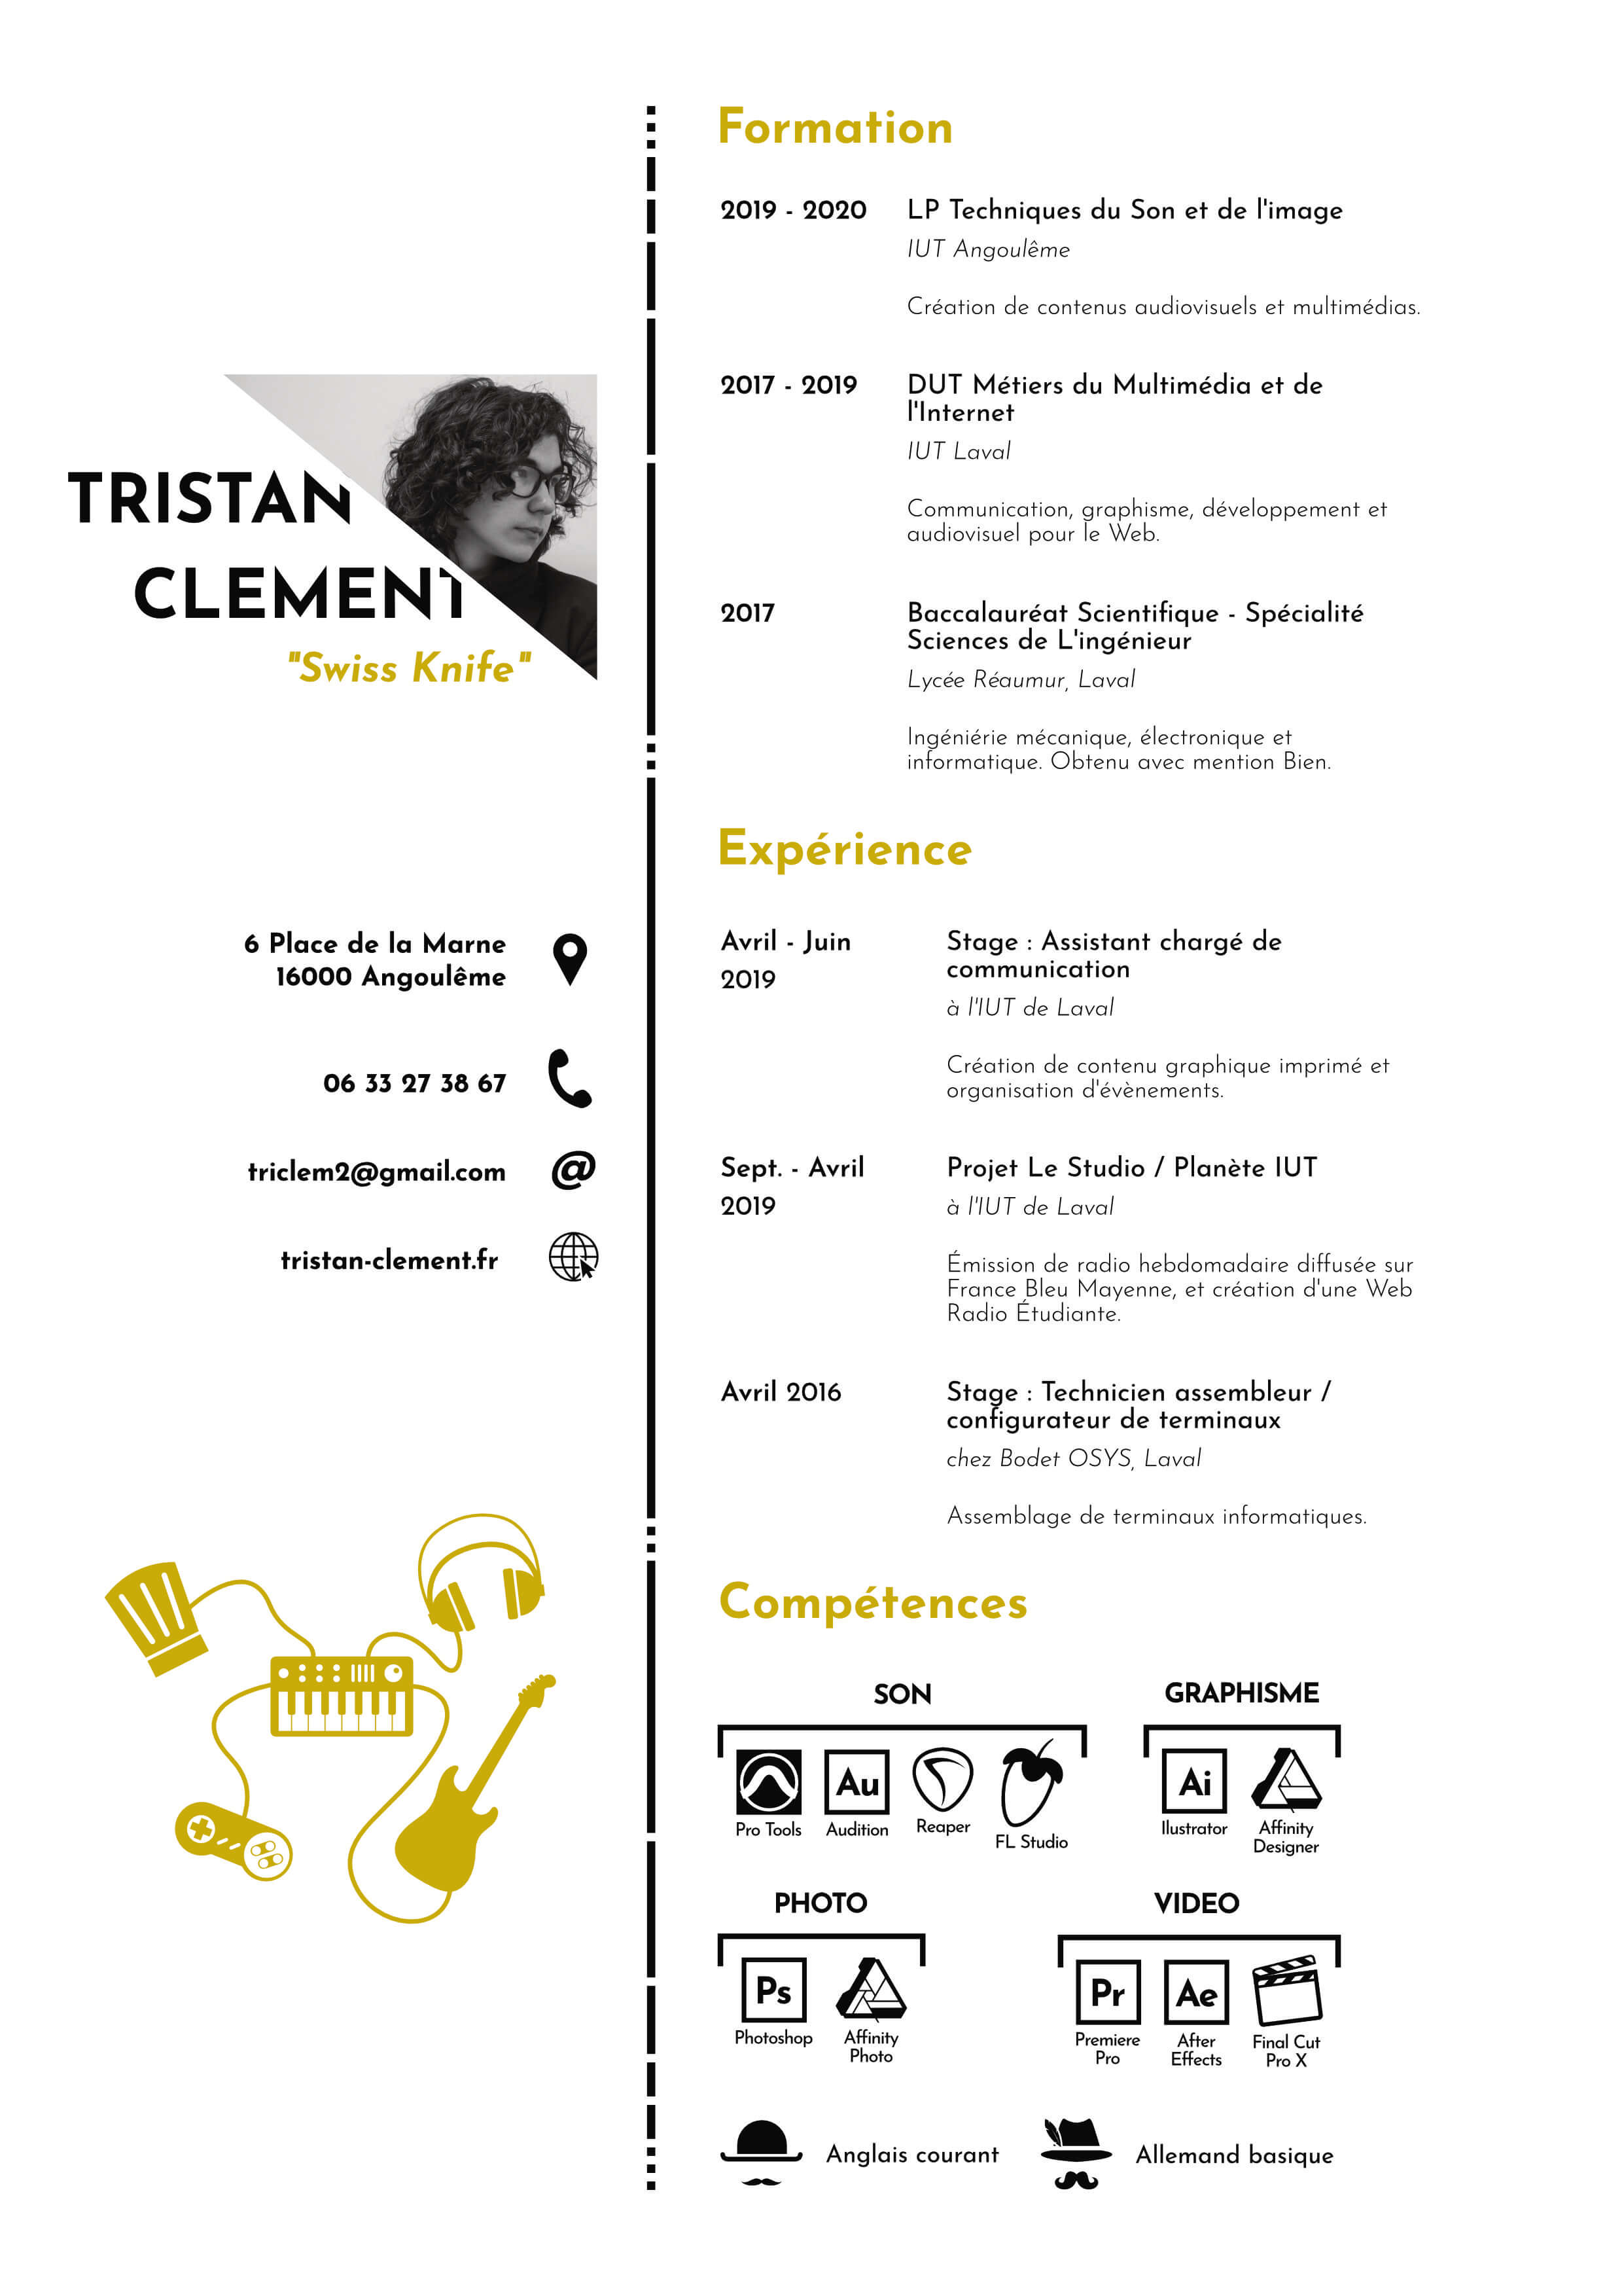 TRISTAN
CLEMENT
"Swiss Knife"
6 Place de la Marne
16000 Angoulême
06 33 27 38 67
triclem2@gmail.com
@
tristan-clement.fr
Formation
2019 - 2020 LP Techniques du Son et de l'image
IUT Angoulême
Création de contenus audiovisuels et multimédias.
2017 - 2019 DUT Métiers du Multimédia et de
l'Internet
IUT Laval
Communication, graphisme, développement et
audiovisuel pour le Web.
2017 Baccalauréat Scientifique - Spécialité
Sciences de L'ingénieur
Lycée Réaumur, Laval
Ingéniérie mécanique, électronique et
informatique. Obtenu avec mention Bien.
Expérience
Avril - Juin
2019
Stage : Assistant chargé de
communication
à l'IUT de Laval
Création de contenu graphique imprimé et
organisation d'évènements.
Sept. - Avril
2019
Projet Le Studio / Planète IUT
à l'IUT de Laval
Émission de radio hebdomadaire diffusée sur
France Bleu Mayenne, et création d'une Web
Radio Étudiante.
Avril 2016
Stage : Technicien assembleur /
configurateur de terminaux
chez Bodet OSYS, Laval
Assemblage de terminaux informatiques.
Compétences
SON
Au
Pro Tools Audition Reaper FL Studio
GRAPHISME
Ai
Ilustrator Affinity
Designer
PHOTO
Ps
Photoshop Affinity
Photo
VIDEO
Pr Ae
Premiere
Pro
After
Effects
Final Cut
Pro X
Anglais courant Allemand basique